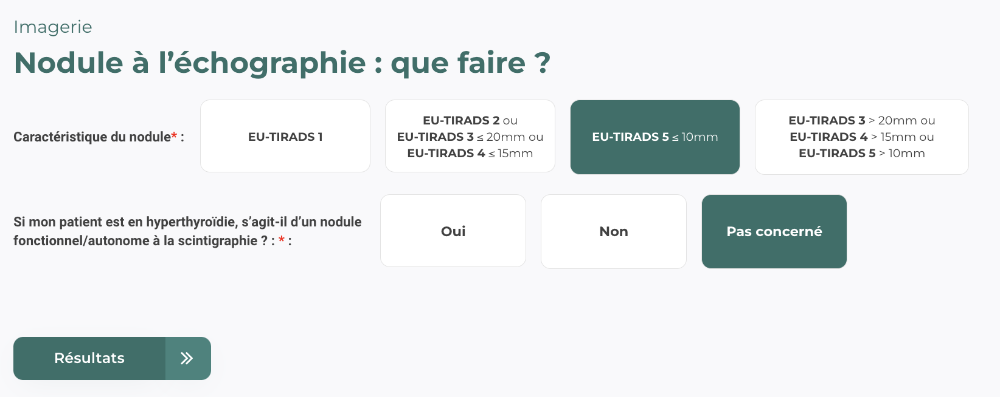 Imagerie
Nodule à l’échographie : que faire ?
Caractéristique du nodule* :
EU-TIRADS 1
EU-TIRADS 2 ou
EU-TIRADS 3 ≤ 20mm ou
EU-TIRADS 4 ≤ 15mm
EU-TIRADS 5 ≤ 10mm
EU-TIRADS 3 > 20mm ou
EU-TIRADS 4 > 15mm ou
EU-TIRADS 5 > 10mm
Si mon patient est en hyperthyroïdie, s’agit-il d’un nodule
fonctionnel/autonome à la scintigraphie ? : * :
Oui
Non
Pas concerné
Résultats